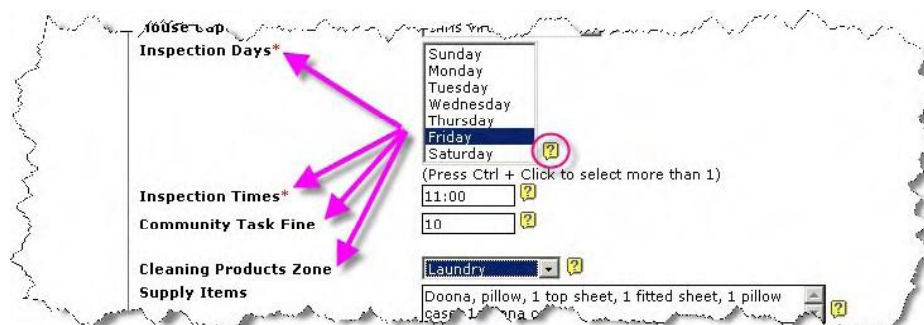 Inspection Days*
Sunday
Monday
Tuesday
Wednesday
Thursday
Friday
Saturday
?
(Press Ctrl + Click to select more than 1)
Inspection Times* 11:00 ?
Community Task Fine 10 ?
Cleaning Products Zone Laundry ?
Supply Items Doona, pillow, 1 top sheet, 1 fitted sheet, 1 pillow
?